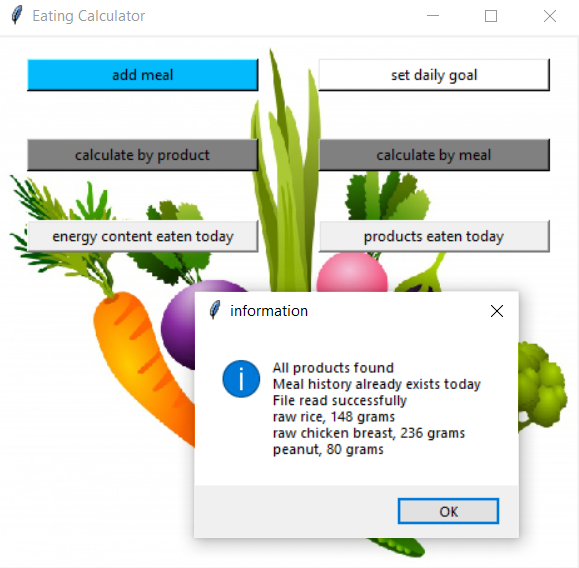 Eating Calculator
add meal
set daily goal
calculate by product
calculate by meal
energy content eaten today
products eaten today
information
All products found
Meal history already exists today
File read successfully
raw rice, 148 grams
raw chicken breast, 236 grams
peanut, 80 grams
OK